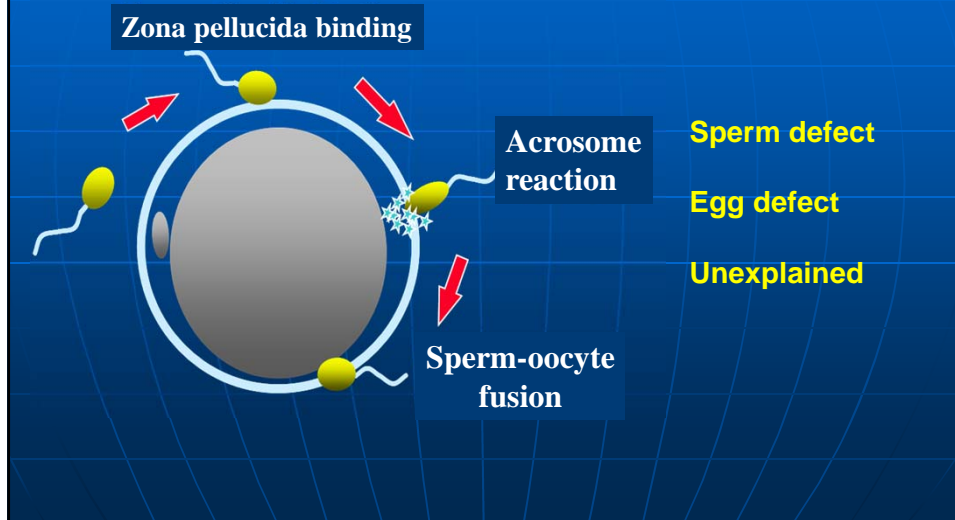 Zona pellucida binding
Acrosome
reaction
Sperm-oocyte
fusion
Sperm defect
Egg defect
Unexplained